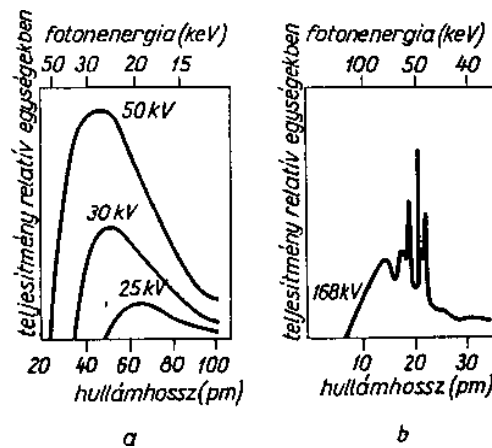 fotonenergia (keV)
50 30 20 15
teljesítmény relatív egységekben
50 kV
30 kV
25 kV
20 40 60 80 100
hullámhossz (pm)
a
fotonenergia (keV)
100 50 40
teljesítmény relatív egységekben
168 kV
10 20 30
hullámhossz (pm)
b